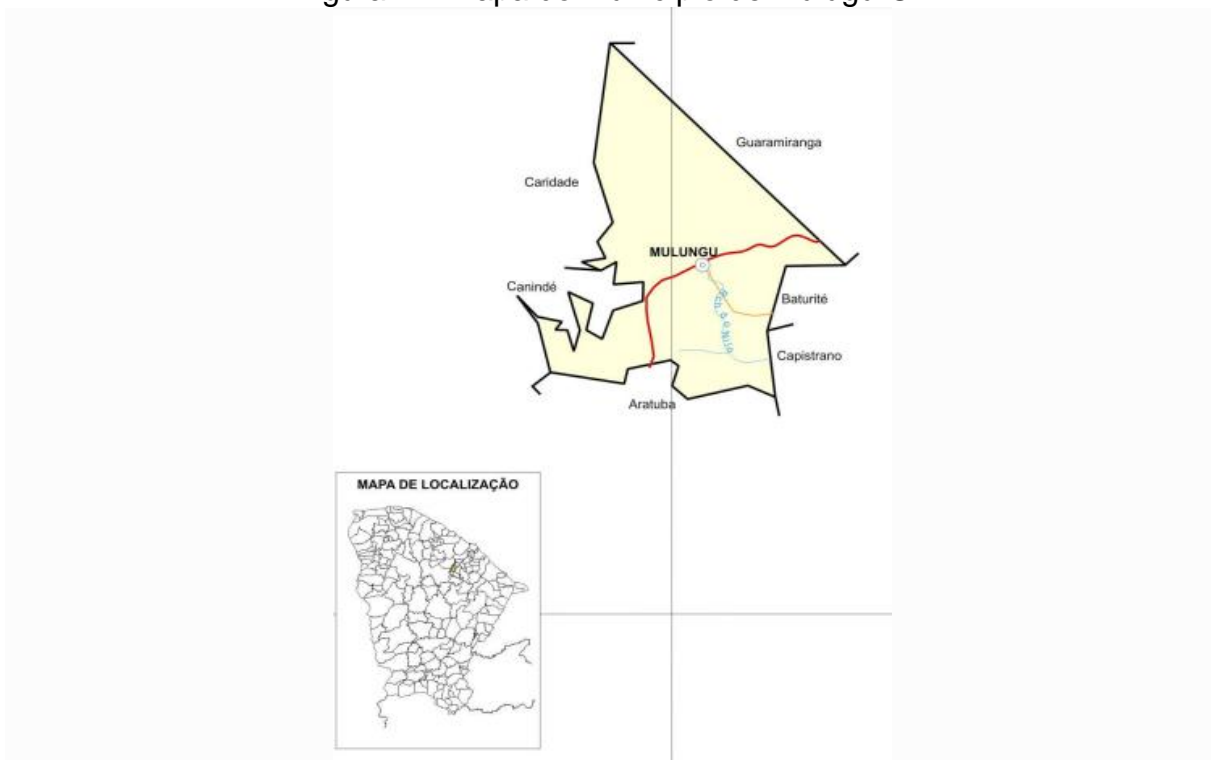 Guaramiranga
Caridade
MULUNGU
Canindé
Baturité
Capistrano
Aratuba
MAPA DE LOCALIZAÇÃO